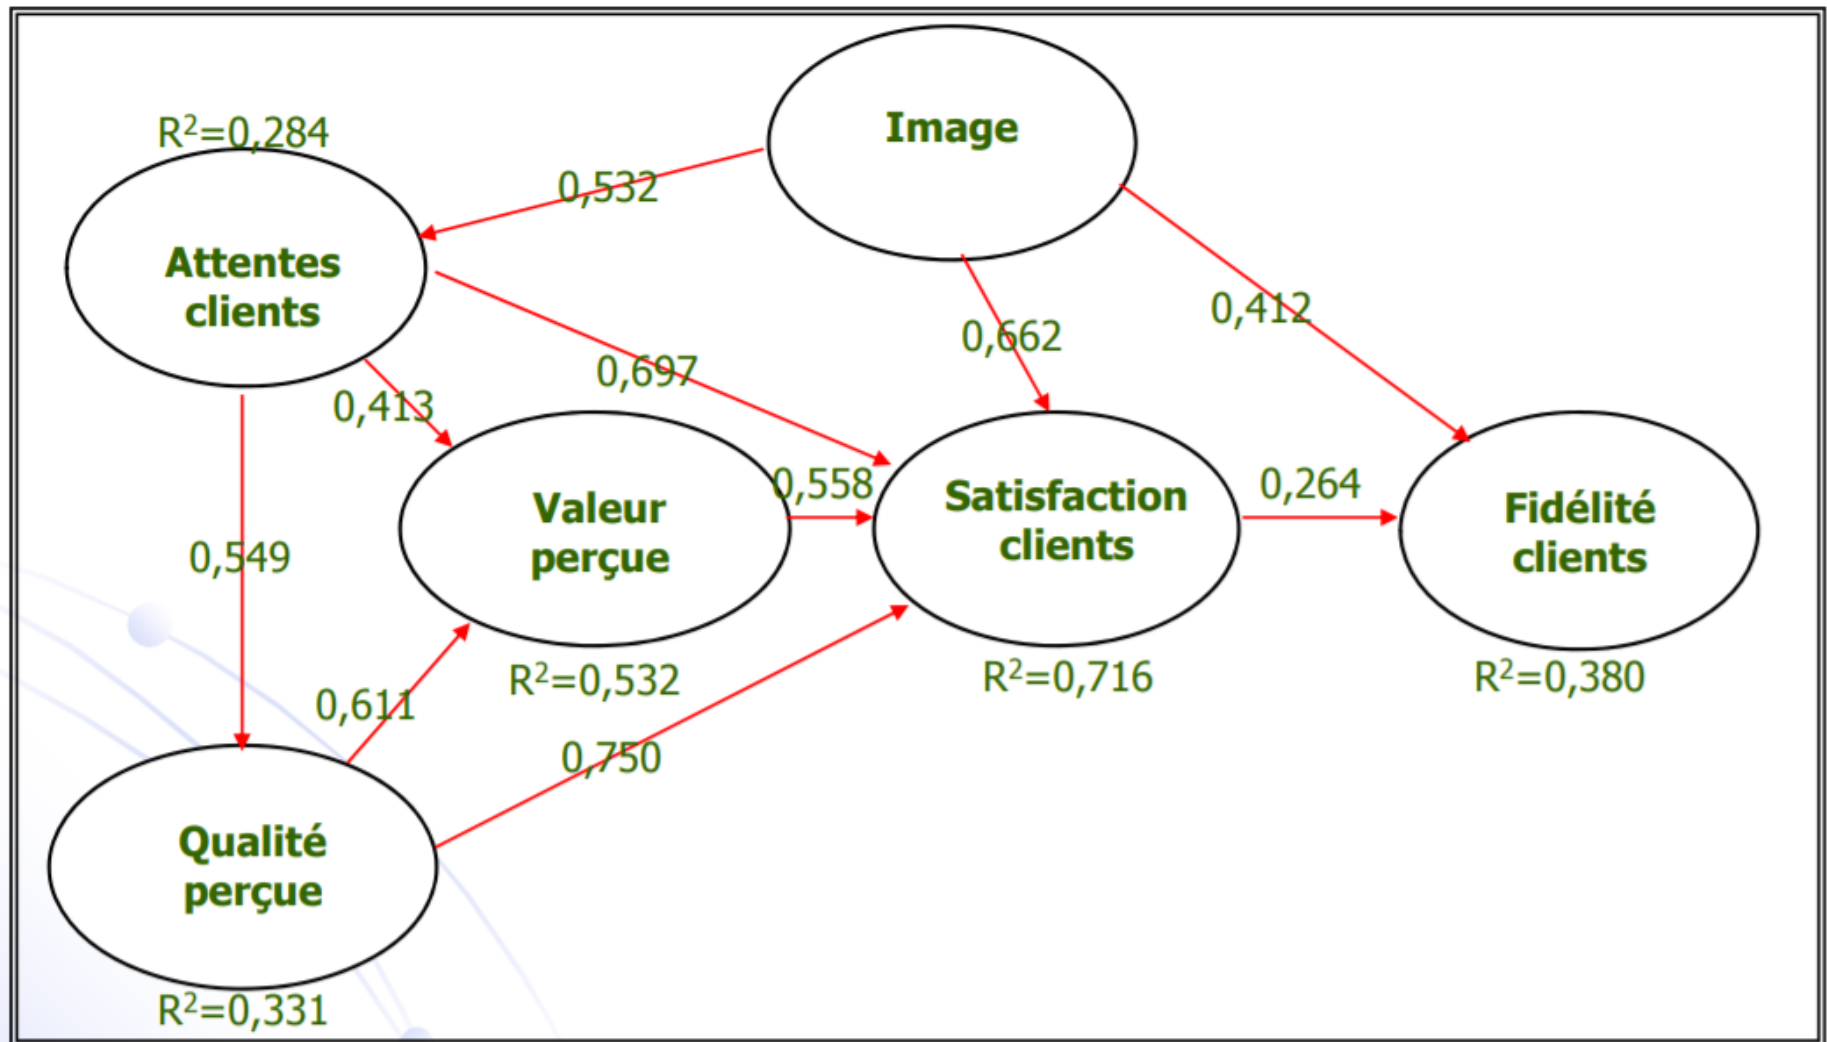 Image
R²=0,284
0,532
Attentes
clients
0,412
0,662
0,697
0,413
0,558
0,264
Satisfaction
clients
Valeur
perçue
Fidélité
clients
0,549
R²=0,532
R²=0,716
R²=0,380
0,611
0,750
Qualité
perçue
R²=0,331